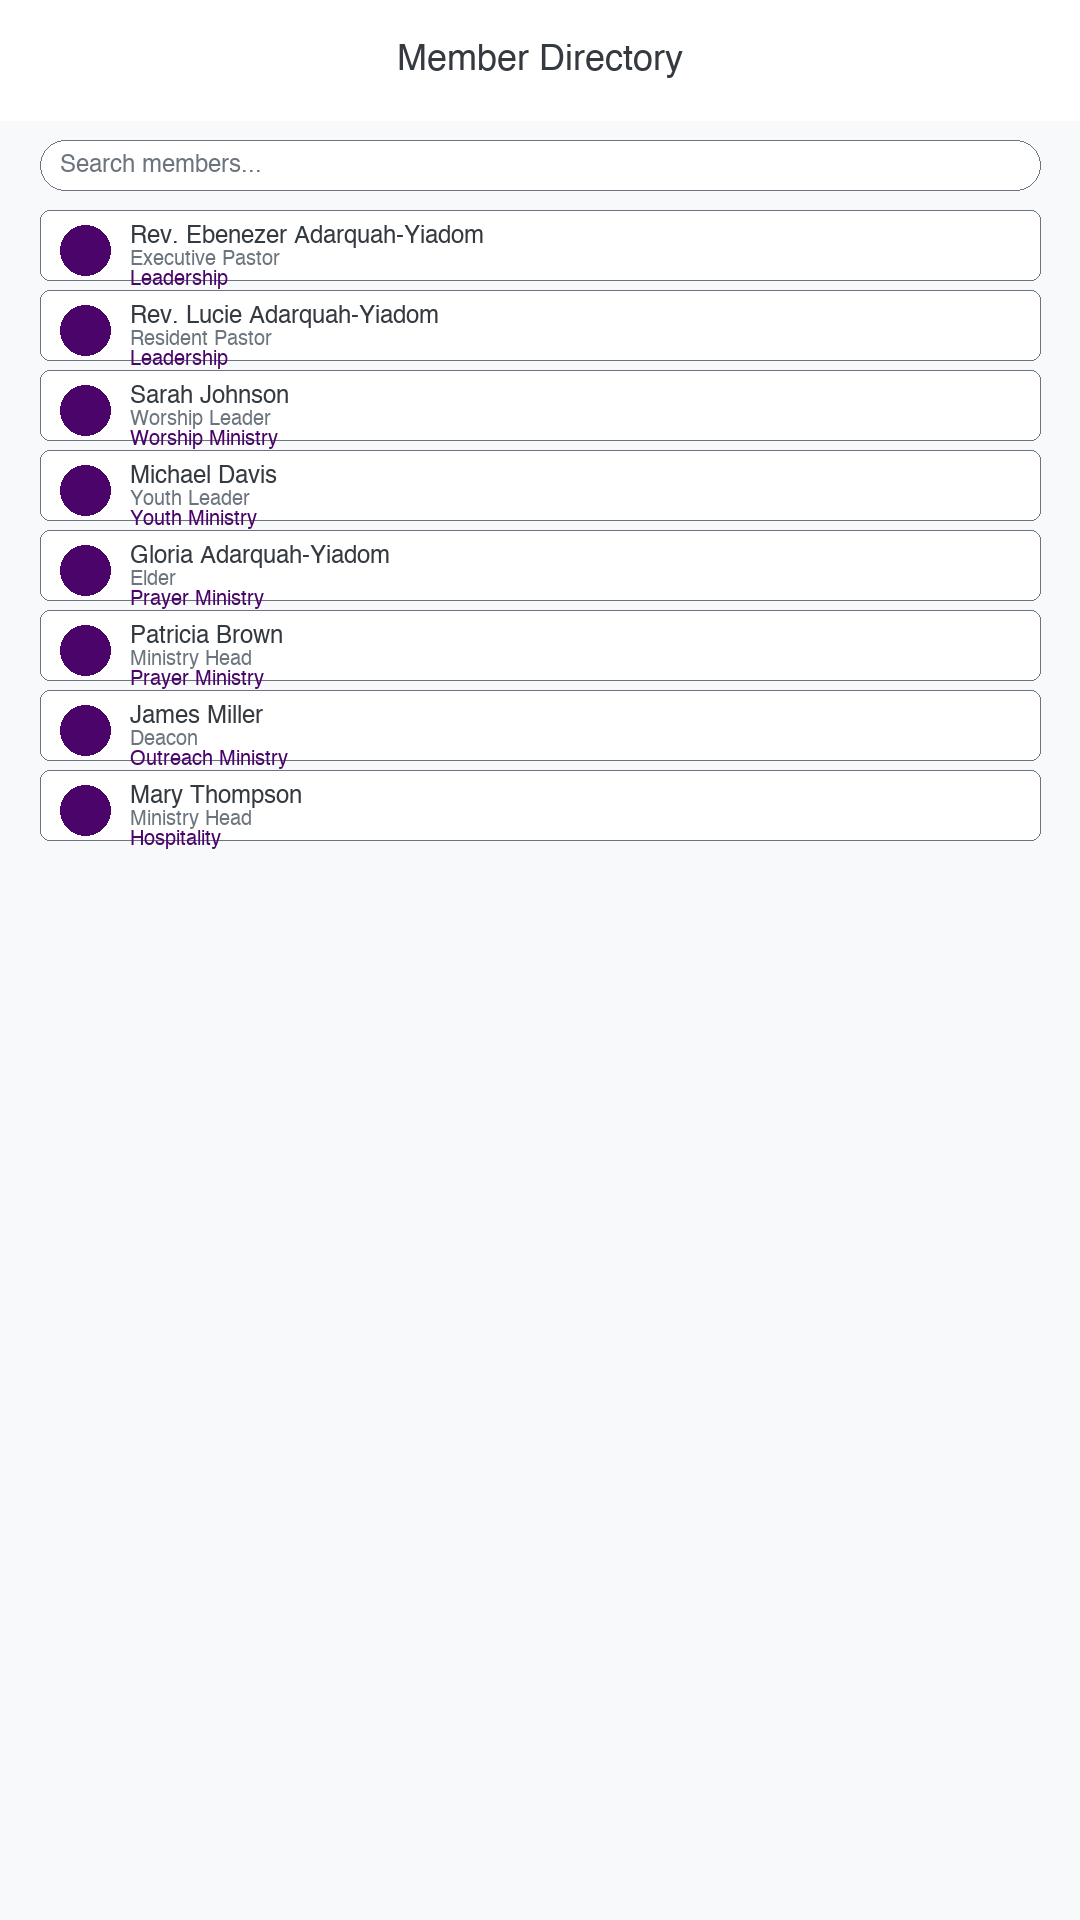 Member Directory
Search members...
Rev. Ebenezer Adarquah-Yiadom
Executive Pastor
Leadership
Rev. Lucie Adarquah-Yiadom
Resident Pastor
Leadership
Sarah Johnson
Worship Leader
Worship Ministry
Michael Davis
Youth Leader
Youth Ministry
Gloria Adarquah-Yiadom
Elder
Prayer Ministry
Patricia Brown
Ministry Head
Prayer Ministry
James Miller
Deacon
Outreach Ministry
Mary Thompson
Ministry Head
Hospitality